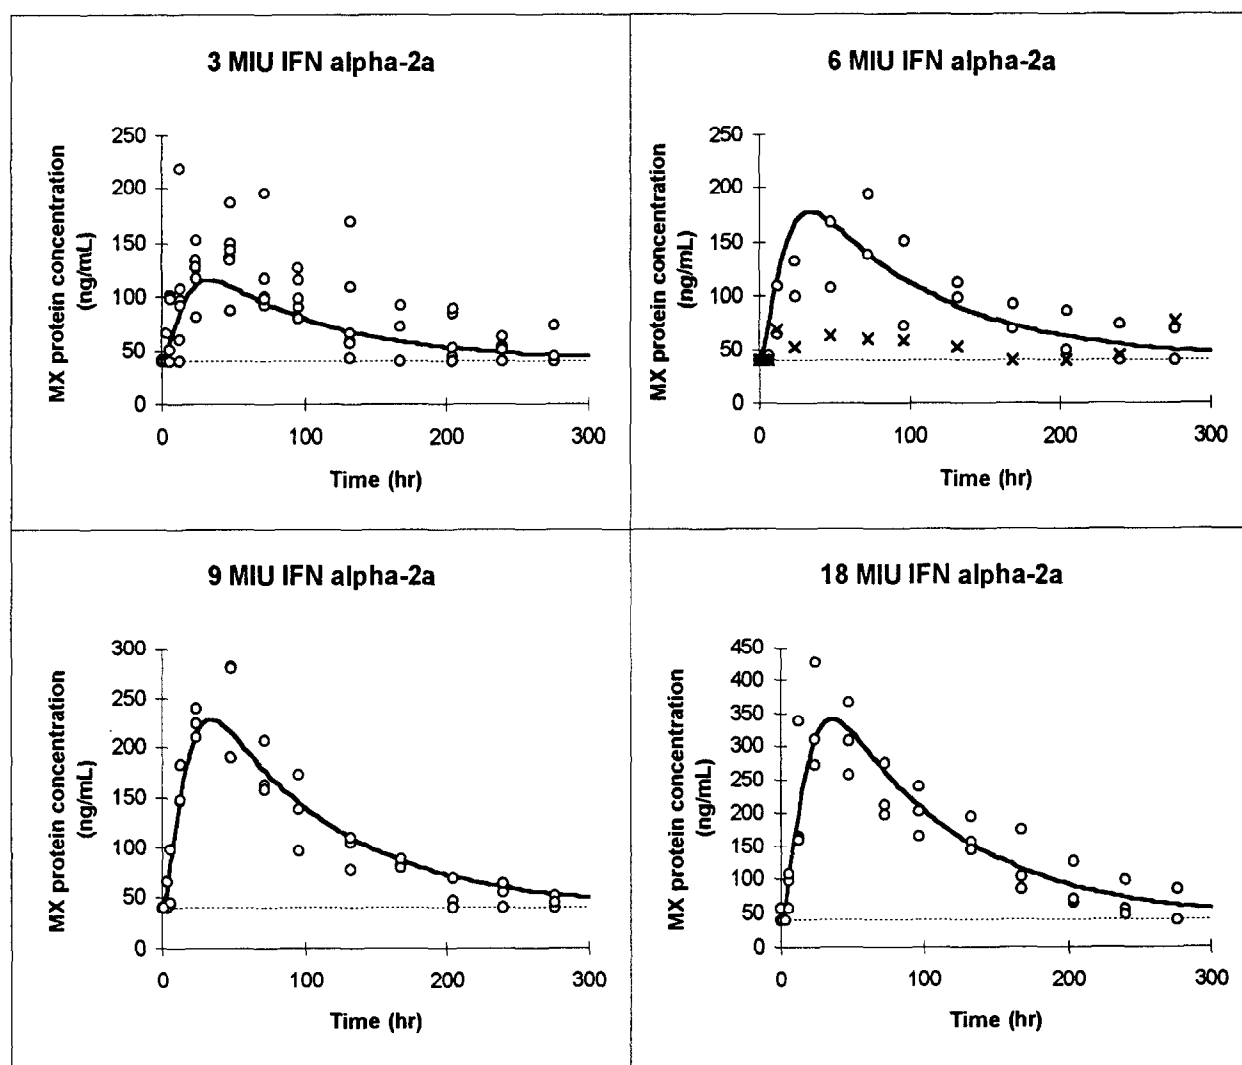 3 MIU IFN alpha-2a
MX protein concentration
(ng/mL)
250
200
150
100
50
0
0
100
200
300
Time (hr)
6 MIU IFN alpha-2a
MX protein concentration
(ng/mL)
250
200
150
100
50
0
0
100
200
300
Time (hr)
9 MIU IFN alpha-2a
MX protein concentration
(ng/mL)
300
250
200
150
100
50
0
0
100
200
300
Time (hr)
18 MIU IFN alpha-2a
MX protein concentration
(ng/mL)
450
400
350
300
250
200
150
100
50
0
0
100
200
300
Time (hr)